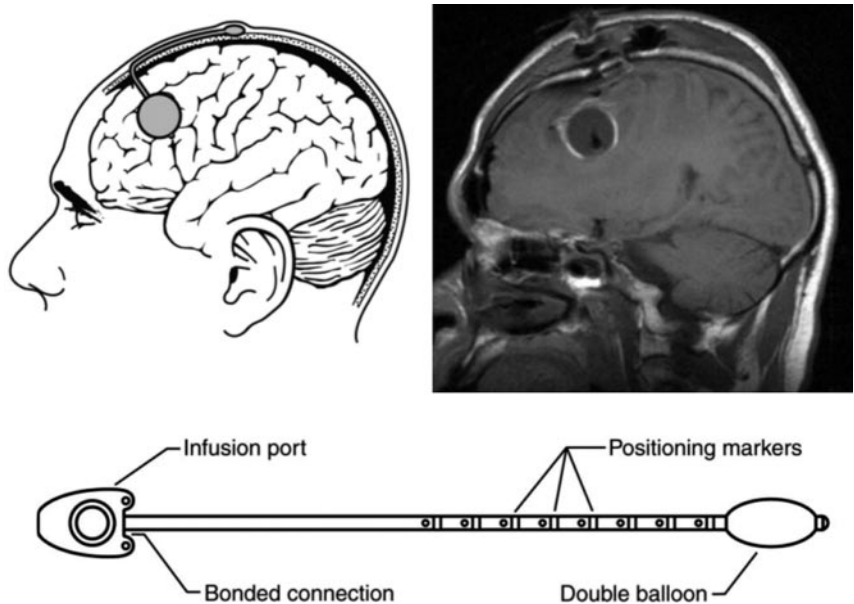 Infusion port
Positioning markers
Bonded connection
Double balloon